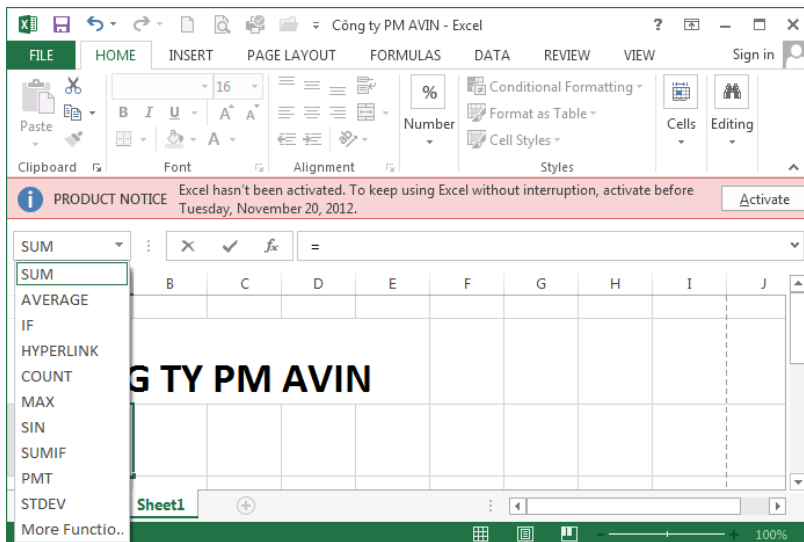 Công ty PM AVIN - Excel
FILE HOME INSERT PAGE LAYOUT FORMULAS DATA REVIEW VIEW Sign in
Paste
16
B I U A A
A
%
Number
Conditional Formatting
Format as Table
Cell Styles
Cells
Editing
Clipboard Font Alignment Styles
PRODUCT NOTICE Excel hasn't been activated. To keep using Excel without interruption, activate before
Tuesday, November 20, 2012.
Activate
SUM fx =
SUM
AVERAGE
IF
HYPERLINK
COUNT
MAX
SIN
SUMIF
PMT
STDEV
More Functio..
B C D E F G H I J
G TY PM AVIN
Sheet1
100%